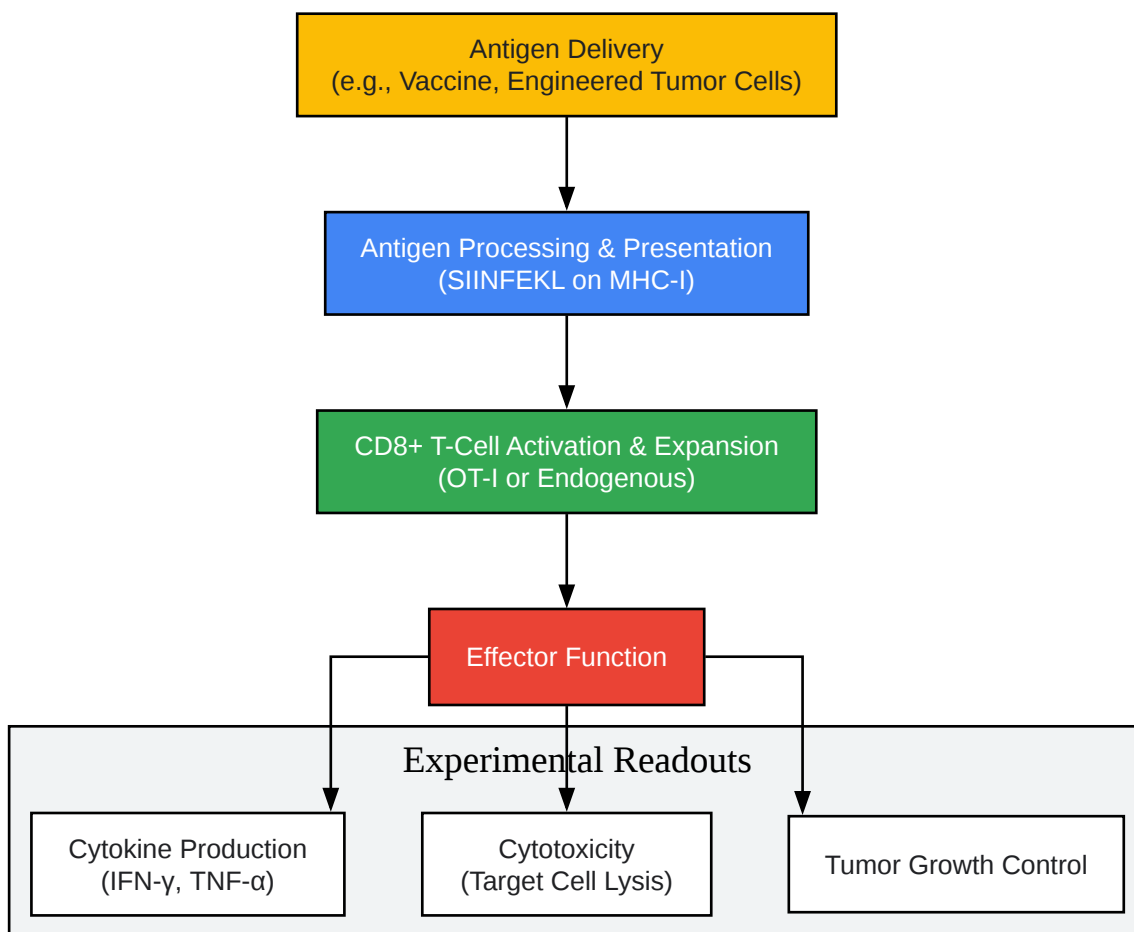 Antigen Delivery
(e.g., Vaccine, Engineered Tumor Cells)
Antigen Processing & Presentation
(SIINFEKL on MHC-I)
CD8+ T-Cell Activation & Expansion
(OT-I or Endogenous)
Effector Function
Experimental Readouts
Cytokine Production
(IFN-γ, TNF-α)
Cytotoxicity
(Target Cell Lysis)
Tumor Growth Control